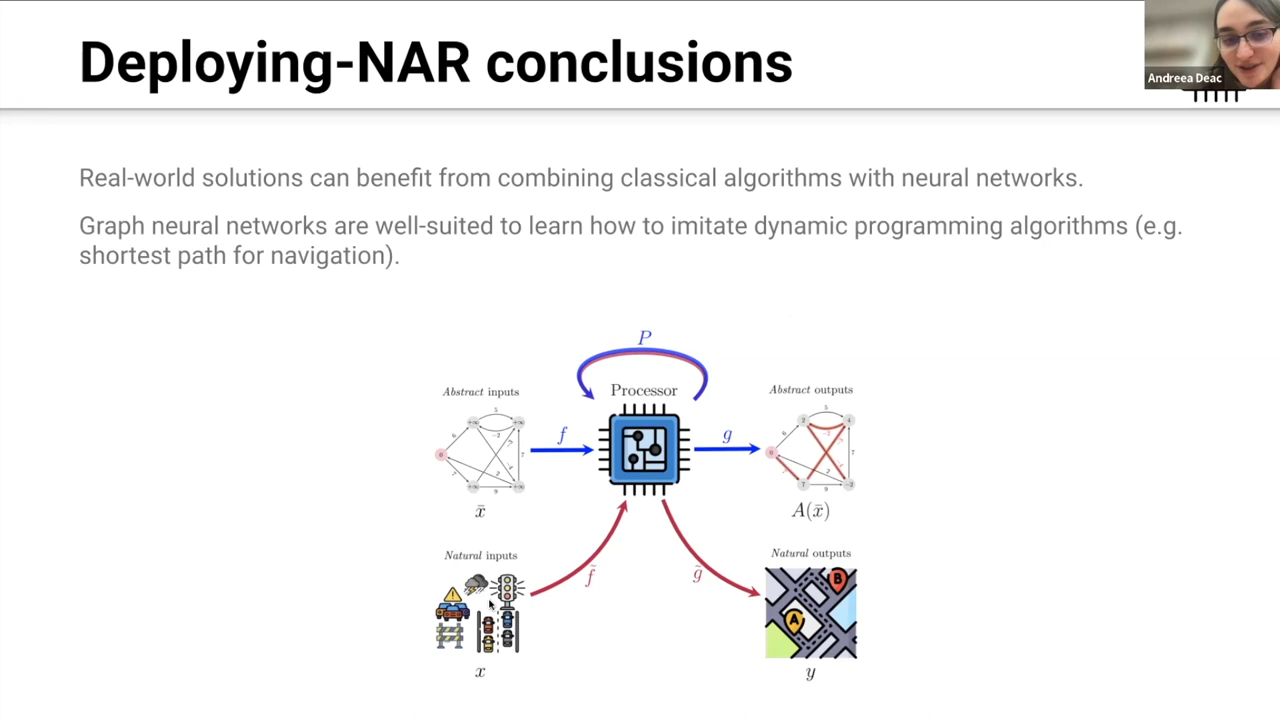 Deploying-NAR conclusions
Andreea Deac
Real-world solutions can benefit from combining classical algorithms with neural networks.
Graph neural networks are well-suited to learn how to imitate dynamic programming algorithms (e.g.
shortest path for navigation).
P
Abstract inputs
Processor
Abstract outputs
f
g
x̄
A(x̄)
Natural inputs
Natural outputs
f̃
g̃
B
A
x
y